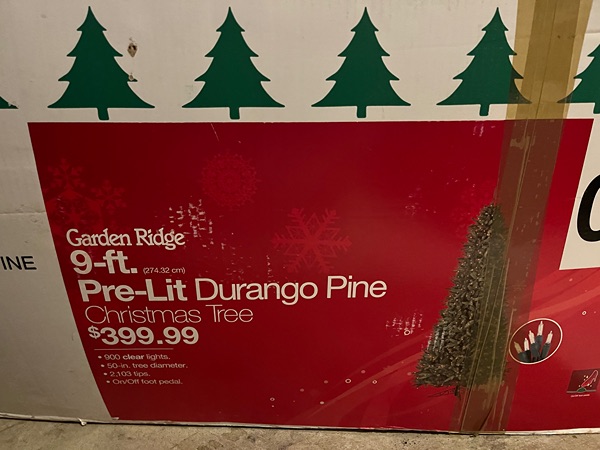 Garden Ridge
9-ft. (274.32 cm)
Pre-Lit Durango Pine
Christmas Tree
$399.99
• 900 clear lights.
• 50-in. tree diameter.
• 2,103 tips.
• On/Off foot pedal.
INE